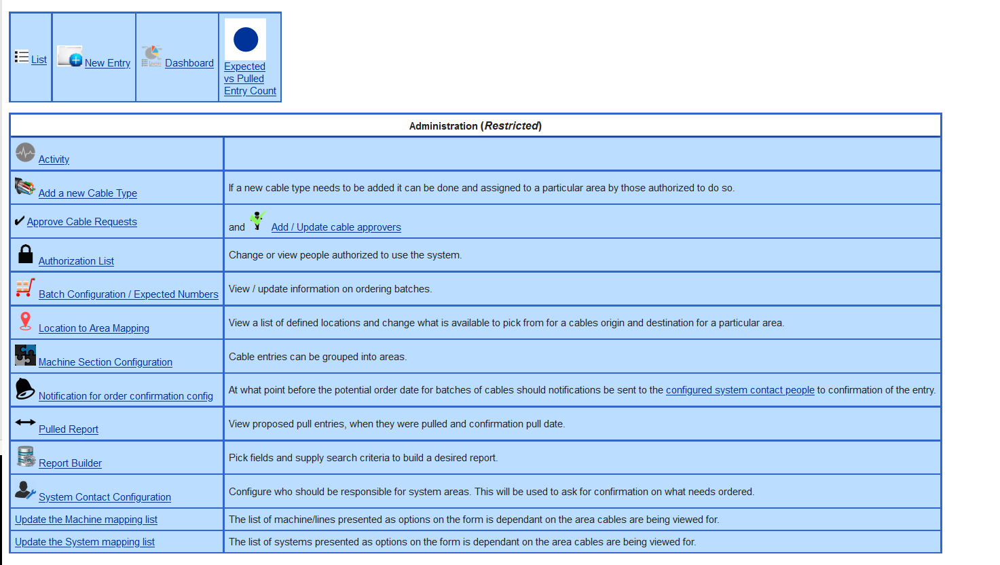 List
New Entry
Dashboard
Expected
vs Pulled
Entry Count
Administration (Restricted)
Activity
Add a new Cable Type
If a new cable type needs to be added it can be done and assigned to a particular area by those authorized to do so.
Approve Cable Requests
and Add / Update cable approvers
Authorization List
Change or view people authorized to use the system.
Batch Configuration / Expected Numbers
View / update information on ordering batches.
Location to Area Mapping
View a list of defined locations and change what is available to pick from for a cables origin and destination for a particular area.
Machine Section Configuration
Cable entries can be grouped into areas.
Notification for order confirmation config
At what point before the potential order date for batches of cables should notifications be sent to the configured system contact people to confirmation of the entry.
Pulled Report
View proposed pull entries, when they were pulled and confirmation pull date.
Report Builder
Pick fields and supply search criteria to build a desired report.
System Contact Configuration
Configure who should be responsible for system areas. This will be used to ask for confirmation on what needs ordered.
Update the Machine mapping list
The list of machine/lines presented as options on the form is dependant on the area cables are being viewed for.
Update the System mapping list
The list of systems presented as options on the form is dependant on the area cables are being viewed for.